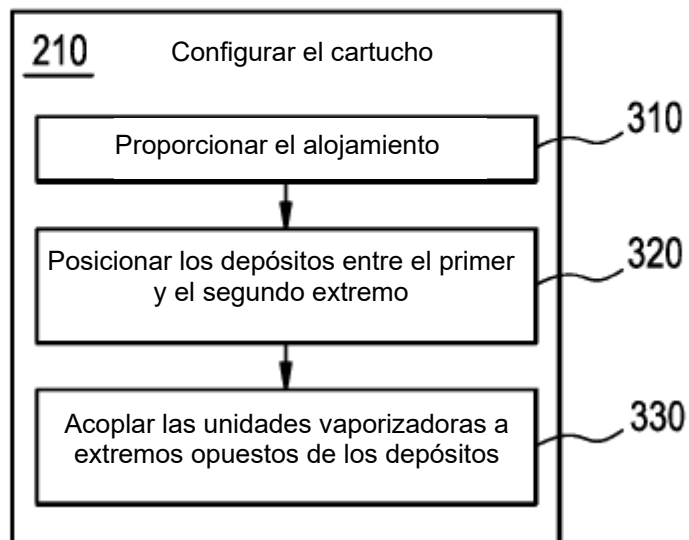 210
Configurar el cartucho
310
Proporcionar el alojamiento
320
Posicionar los depósitos entre el primer
y el segundo extremo
330
Acoplar las unidades vaporizadoras a
extremos opuestos de los depósitos